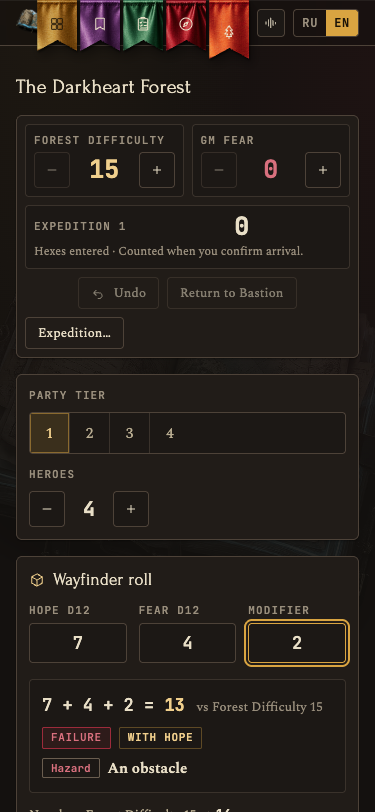 RU EN
The Darkheart Forest
FOREST DIFFICULTY
− 15 +
GM FEAR
− 0 +
EXPEDITION 1 0
Hexes entered · Counted when you confirm arrival.
Undo Return to Bastion
Expedition…
PARTY TIER
1 2 3 4
HEROES
− 4 +
Wayfinder roll
HOPE D12 FEAR D12 MODIFIER
7 4 2
7 + 4 + 2 = 13 vs Forest Difficulty 15
FAILURE WITH HOPE
Hazard An obstacle